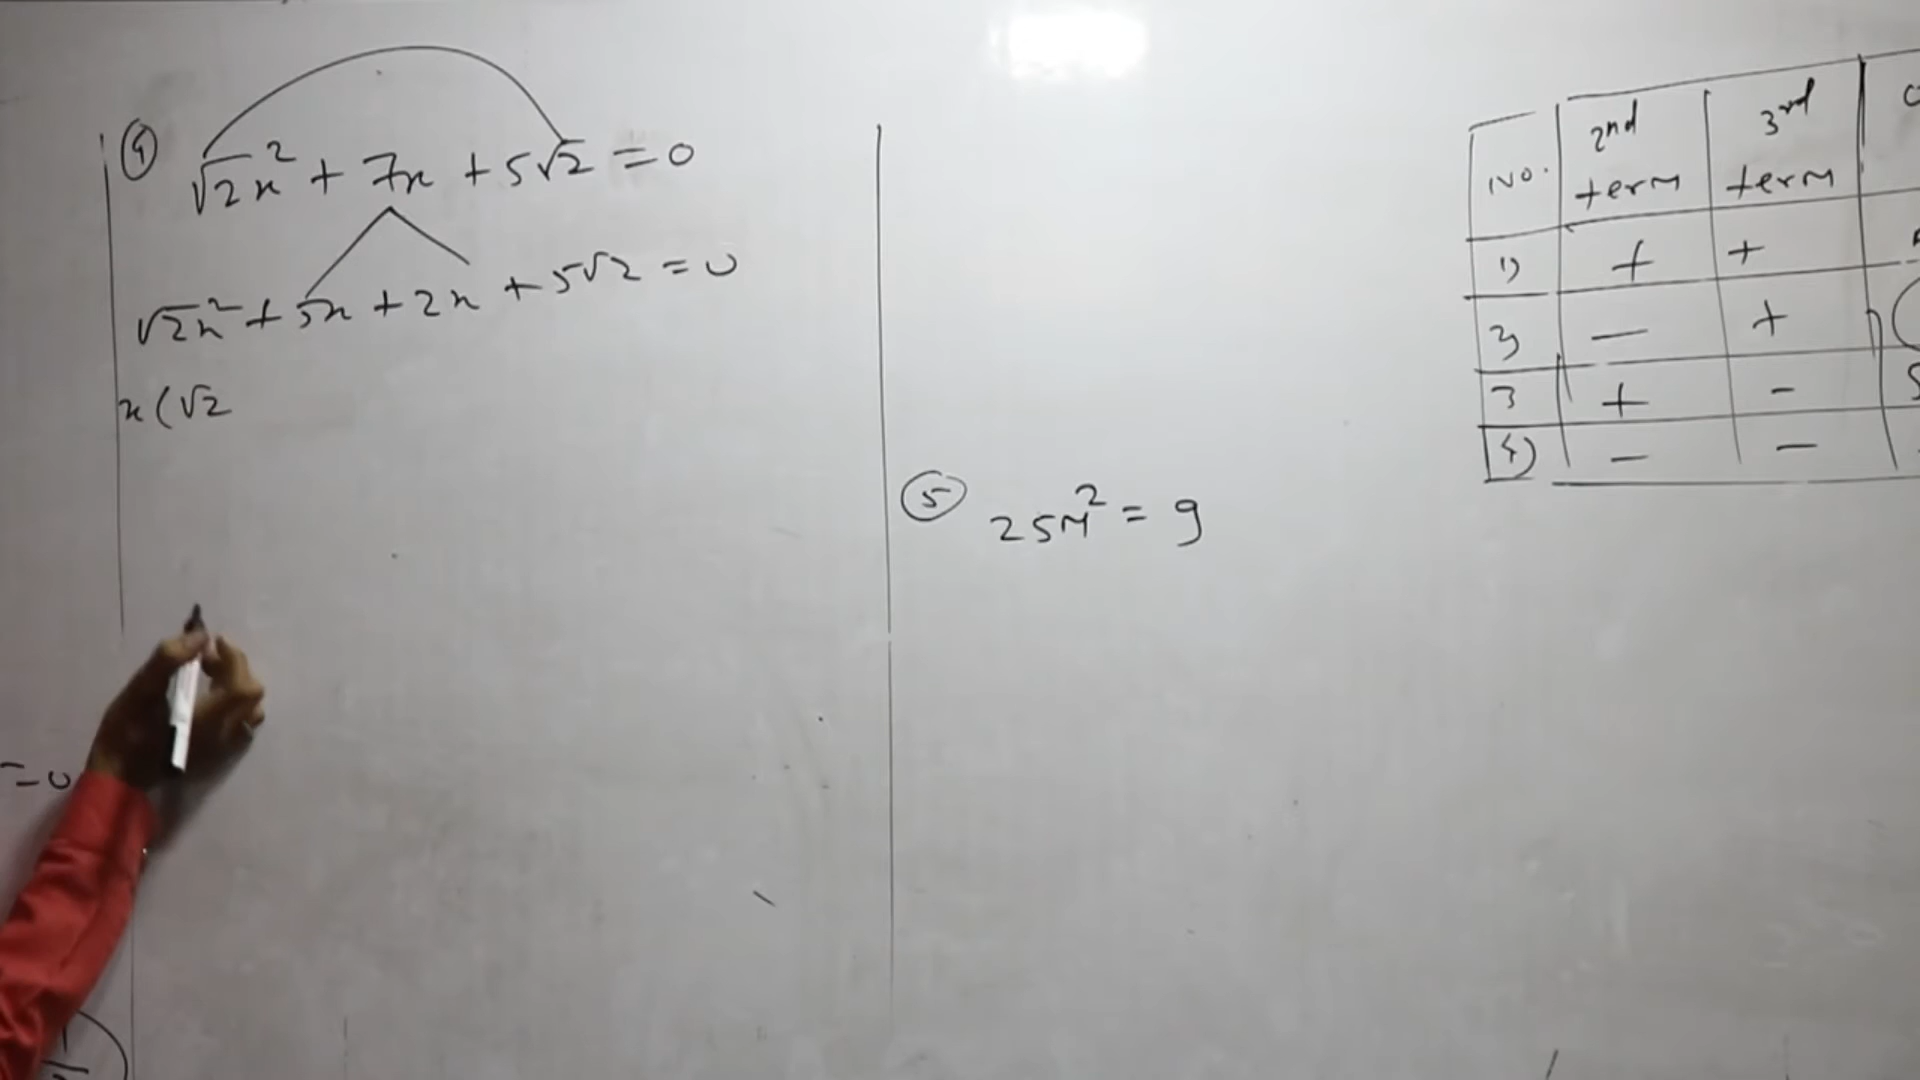 ④ √2x² + 7x + 5√2 = 0
√2x² + 5x + 2x + 5√2 = 0
x(√2
= 0
⑤ 25m² = 9
No. 2nd term 3rd term
1) + +
2) - +
3 + -
4) - -